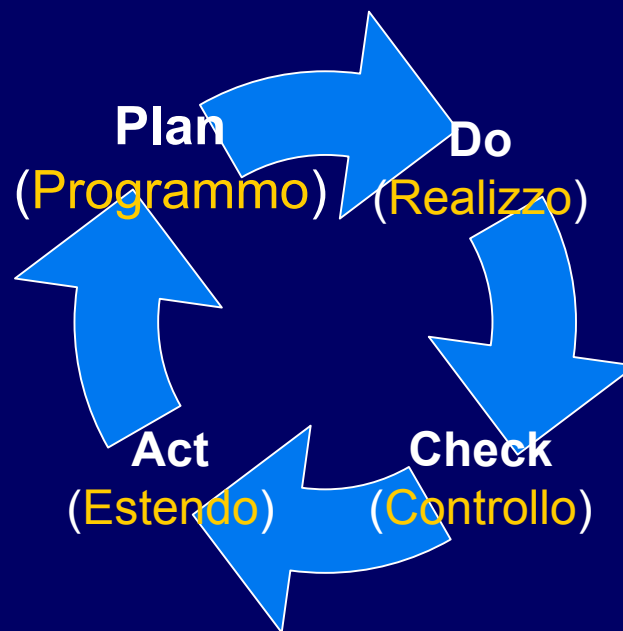 Plan
(Programmo)
Do
(Realizzo)
Check
(Controllo)
Act
(Estendo)